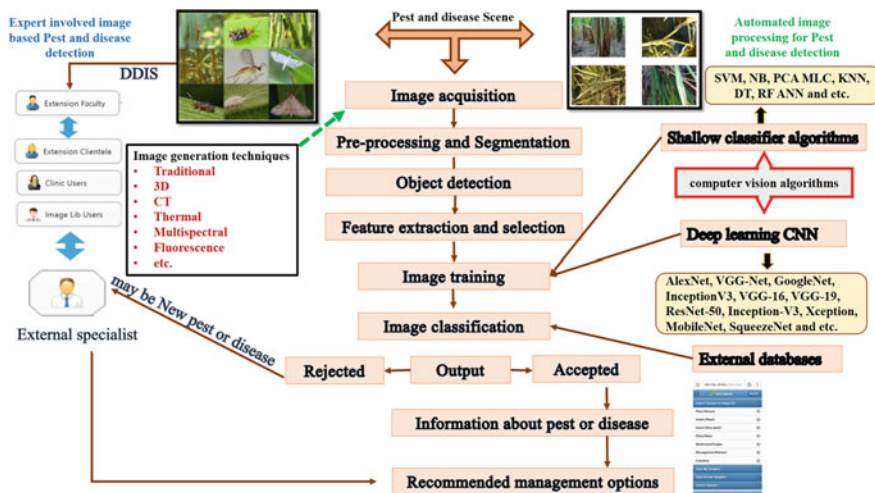 Expert involved image
based Pest and disease
detection
DDIS
Pest and disease Scene
Automated image
processing for Pest
and disease detection
SVM, NB, PCA MLC, KNN,
DT, RF ANN and etc.
Extension Faculty
Extension Clientele
Clinic Users
Image Lib Users
External specialist
Image generation techniques
• Traditional
• 3D
• CT
• Thermal
• Multispectral
• Fluorescence
• etc.
Image acquisition
Pre-processing and Segmentation
Object detection
Feature extraction and selection
Image training
Image classification
Shallow classifier algorithms
computer vision algorithms
Deep learning CNN
AlexNet, VGG-Net, GoogleNet,
InceptionV3, VGG-16, VGG-19,
ResNet-50, Inception-V3, Xception,
MobileNet, SqueezeNet and etc.
External databases
may be New pest or disease
Rejected
Output
Accepted
Information about pest or disease
Recommended management options